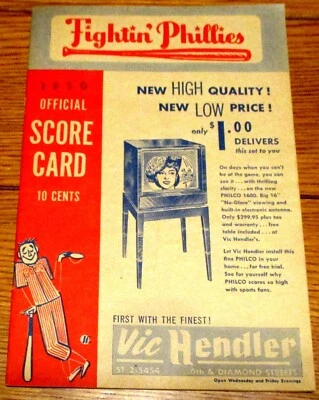 Fightin' Phillies
1950
OFFICIAL
SCORE
CARD
10 CENTS
NEW HIGH QUALITY!
NEW LOW PRICE!
only $1.00
DELIVERS
this set to you
On days when you can't
be at the game, you can
see it . . . with thrilling
clarity . . . on the new
PHILCO 1600. Big 16"
"No-Glare" viewing and
built-in electronic antenna.
Only $299.95 plus tax
and warranty . . . free
table included . . . at
Vic Hendler's.
Let Vic Hendler install this
fine PHILCO in your
home . . . for free trial.
See for yourself why
PHILCO scores so high
with sports fans.
FIRST WITH THE FINEST!
Vic Hendler
ST 2-5454
6th & DIAMOND STREETS
Open Wednesday and Friday Evenings